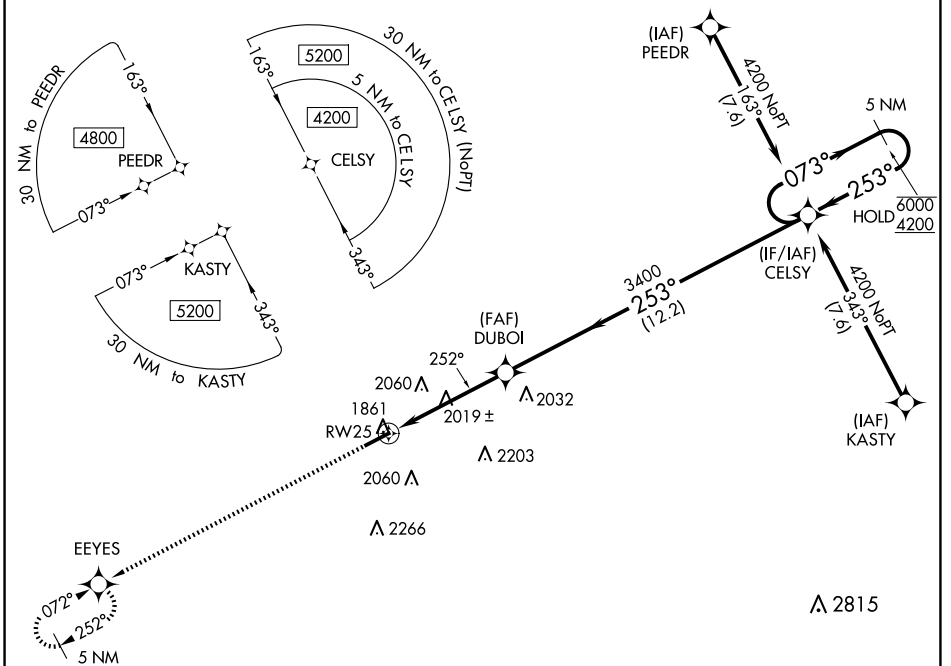 30 NM to PEEDR
163°
4800
PEEDR
073°
073°
KASTY
343°
5200
30 NM to KASTY
5200
163°
30 NM to CELSY (NoPT)
5 NM to CELSY
4200
CELSY
343°
(IAF)
PEEDR
4200 NoPT
163°
(7.6)
5 NM
073°
253°
HOLD 6000
4200
(IF/IAF)
CELSY
3400
253°
(12.2)
4200 NoPT
343°
(7.6)
(IAF)
KASTY
(FAF)
DUBOI
252°
2060
2032
2019 ±
1861
RW25
2203
2060
2266
EEYES
072°
252°
5 NM
2815